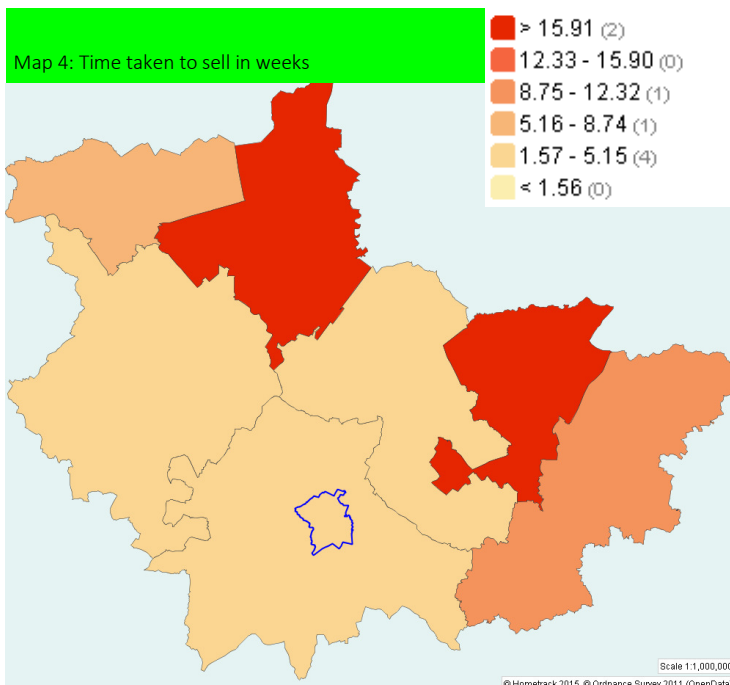 Map 4: Time taken to sell in weeks
> 15.91 (2)
12.33 - 15.90 (0)
8.75 - 12.32 (1)
5.16 - 8.74 (1)
1.57 - 5.15 (4)
< 1.56 (0)
Scale 1:1,000,000
© Hometrack 2015, © Ordnance Survey 2011 (OpenData